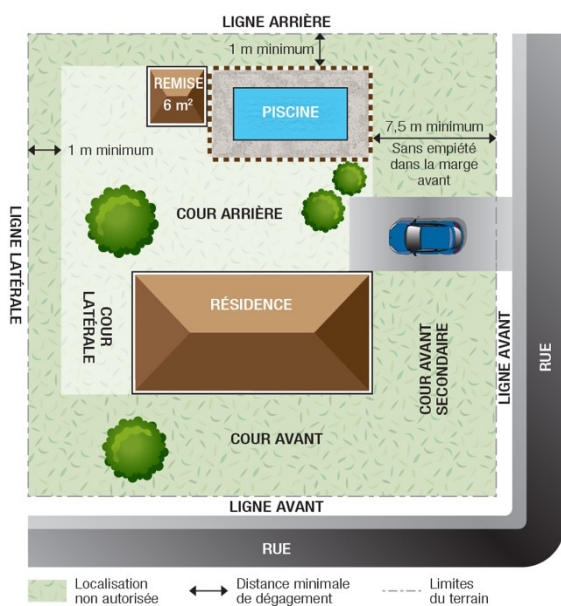 LIGNE ARRIÈRE
1 m minimum
REMISE
6 m²
PISCINE
7,5 m minimum
Sans empiété
dans la marge
avant
1 m minimum
COUR ARRIÈRE
LIGNE LATÉRALE
COUR
LATÉRALE
RÉSIDENCE
COUR AVANT
SECONDAIRE
LIGNE AVANT
RUE
COUR AVANT
LIGNE AVANT
RUE
Localisation
non autorisée
Distance minimale
de dégagement
Limites
du terrain